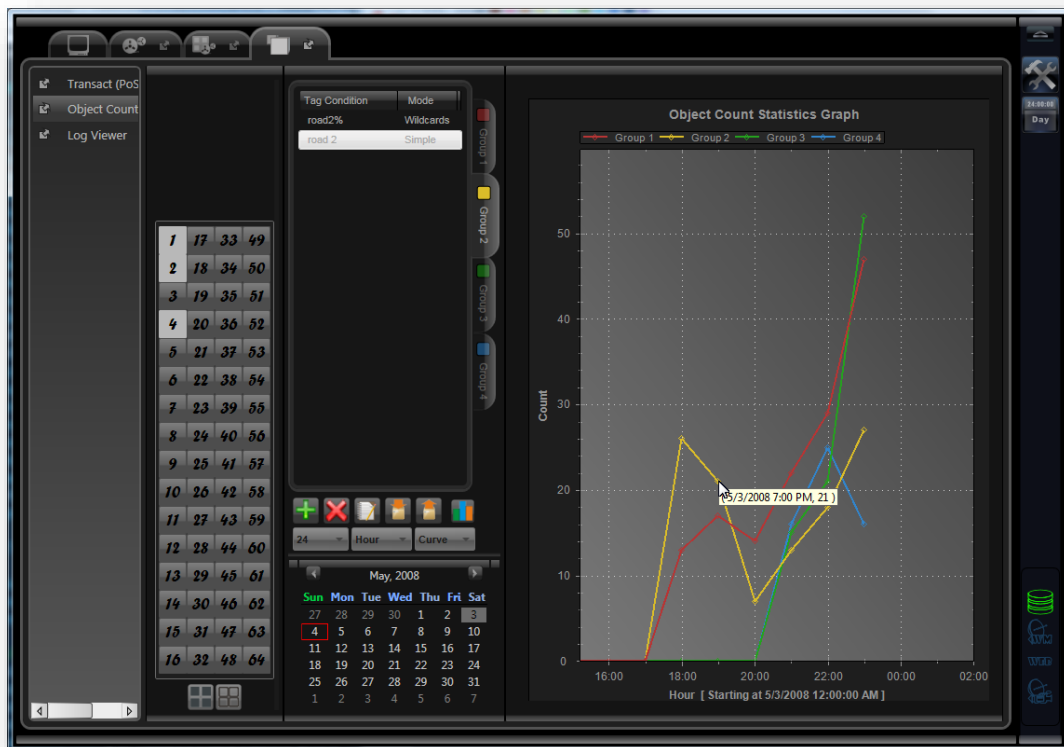 Transact (PoS
Object Count
Log Viewer
1 17 33 49
2 18 34 50
3 19 35 51
4 20 36 52
5 21 37 53
6 22 38 54
7 23 39 55
8 24 40 56
9 25 41 57
10 26 42 58
11 27 43 59
12 28 44 60
13 29 45 61
14 30 46 62
15 31 47 63
16 32 48 64
Tag Condition Mode
road2% Wildcards
road 2 Simple
Group 1
Group 2
Group 3
Group 4
24 Hour Curve
May, 2008
Sun Mon Tue Wed Thu Fri Sat
27 28 29 30 1 2 3
4 5 6 7 8 9 10
11 12 13 14 15 16 17
18 19 20 21 22 23 24
25 26 27 28 29 30 31
1 2 3 4 5 6 7
Object Count Statistics Graph
Group 1 Group 2 Group 3 Group 4
50
40
30
20
10
0
Count
5/3/2008 7:00 PM, 21 )
16:00 18:00 20:00 22:00 00:00 02:00
Hour [ Starting at 5/3/2008 12:00:00 AM ]
24:00:00
Day